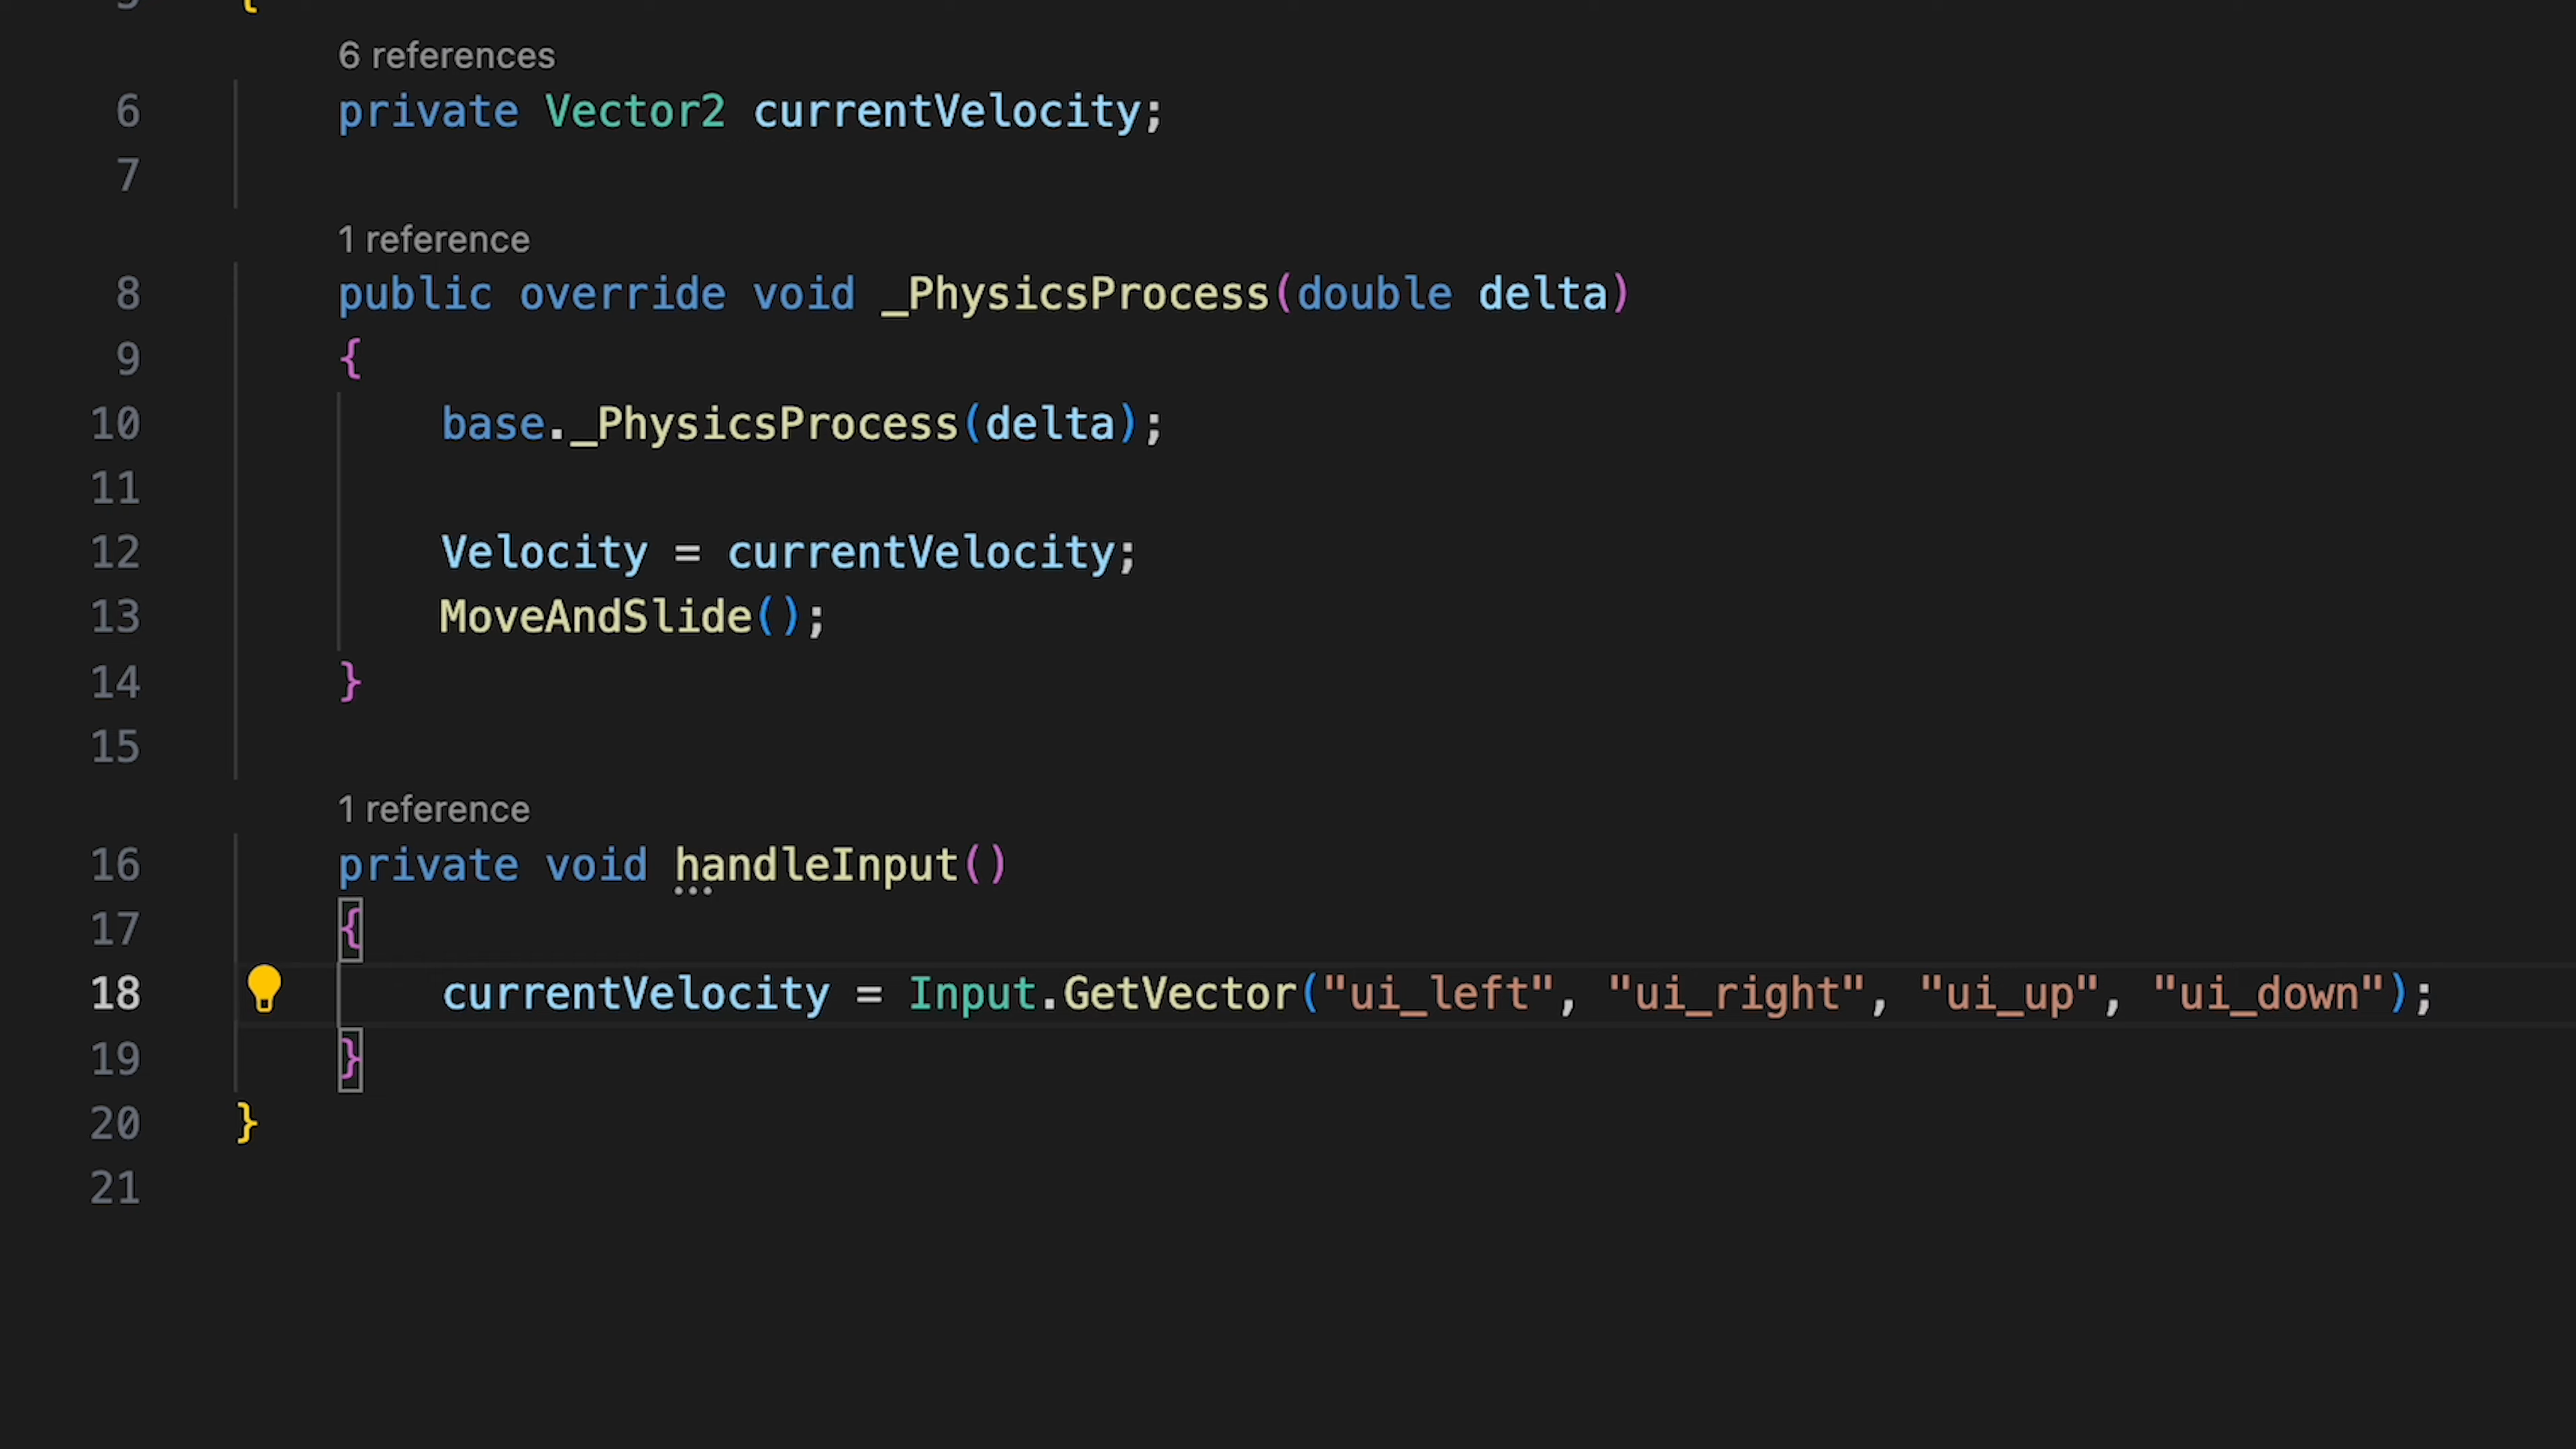 {
6 references
6 private Vector2 currentVelocity;
7
1 reference
8 public override void _PhysicsProcess(double delta)
9 {
10 base._PhysicsProcess(delta);
11
12 Velocity = currentVelocity;
13 MoveAndSlide();
14 }
15
1 reference
16 private void handleInput()
17 {
18 currentVelocity = Input.GetVector("ui_left", "ui_right", "ui_up", "ui_down");
19 }
20 }
21